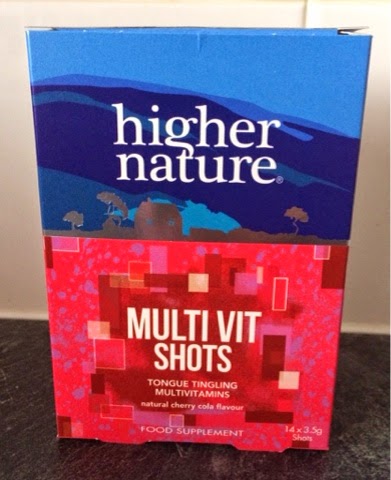 higher
nature®
MULTI VIT
SHOTS
TONGUE TINGLING
MULTIVITAMINS
natural cherry cola flavour
FOOD SUPPLEMENT
14 x 3.5g
Shots